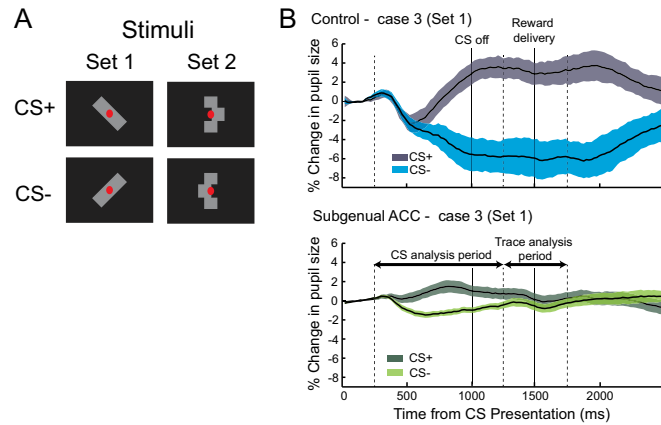 A
Stimuli
Set 1 Set 2
CS+
CS-
B
Control - case 3 (Set 1)
CS off
Reward delivery
% Change in pupil size
6
4
2
0
-2
-4
-6
-8
CS+
CS-
Subgenual ACC - case 3 (Set 1)
CS analysis period
Trace analysis period
% Change in pupil size
6
4
2
0
-2
-4
-6
-8
CS+
CS-
0 500 1000 1500 2000
Time from CS Presentation (ms)